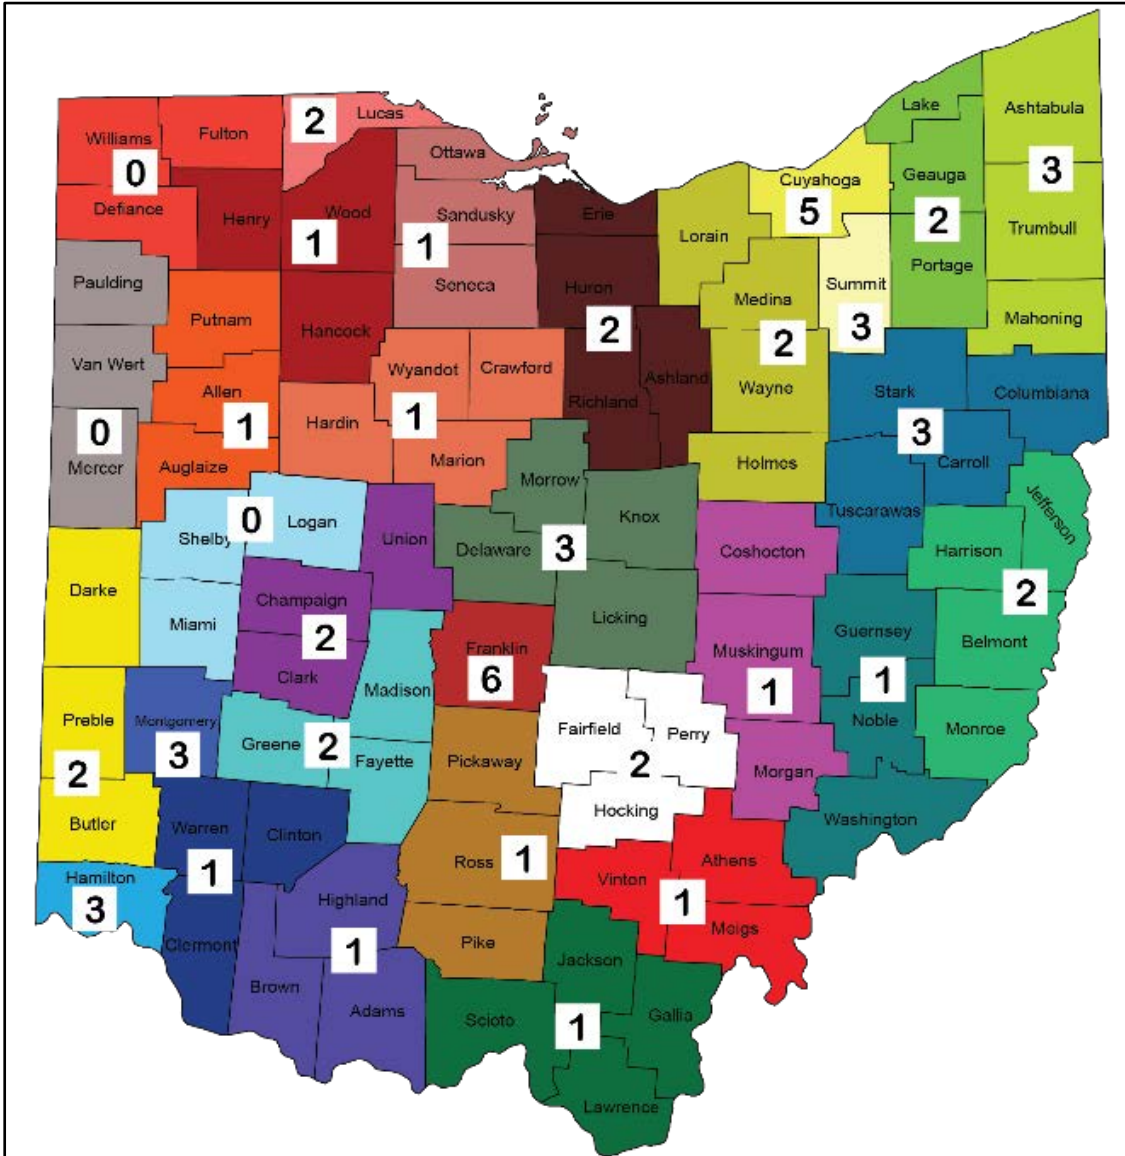 Lake
Ashtabula
2
Lucas
Williams
Fulton
Ottawa
Geauga
0
3
Cuyahoga
5
Defiance
Henry
Wood
Sandusky
Erie
Lorain
2
Trumbull
1
1
Paulding
Seneca
Huron
Medina
Summit
Portage
Putnam
Hancock
2
2
3
Mahoning
Van Wert
Allen
Wyandot
Crawford
Richland
Ashland
Wayne
Stark
Columbiana
0
1
Hardin
1
3
Mercer
Auglaize
Marion
Morrow
Holmes
Carroll
Jefferson
0
Shelby
Logan
Union
Delaware
3
Knox
Coshocton
Tuscarawas
Harrison
Darke
Champaign
2
Miami
Licking
Guernsey
2
Belmont
Clark
Madison
Franklin
6
Muskingum
1
1
Preble
Montgomery
3
Greene
2
Fayette
Pickaway
Fairfield
Perry
2
Noble
Monroe
2
Morgan
Butler
Warren
Clinton
Hocking
Washington
Hamilton
3
1
Ross
1
Vinton
Athens
1
Highland
Clermont
1
Pike
Meigs
Brown
Adams
Jackson
Scioto
1
Gallia
Lawrence